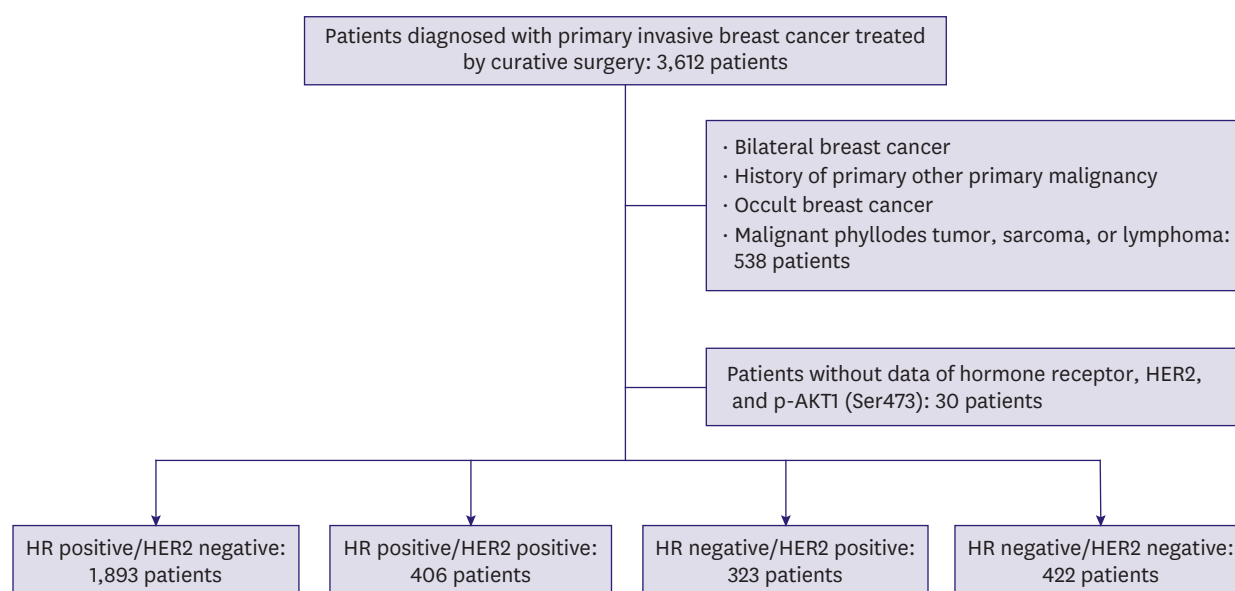 Patients diagnosed with primary invasive breast cancer treated
by curative surgery: 3,612 patients
· Bilateral breast cancer
· History of primary other primary malignancy
· Occult breast cancer
· Malignant phyllodes tumor, sarcoma, or lymphoma:
538 patients
Patients without data of hormone receptor, HER2,
and p-AKT1 (Ser473): 30 patients
HR positive/HER2 negative:
1,893 patients
HR positive/HER2 positive:
406 patients
HR negative/HER2 positive:
323 patients
HR negative/HER2 negative:
422 patients